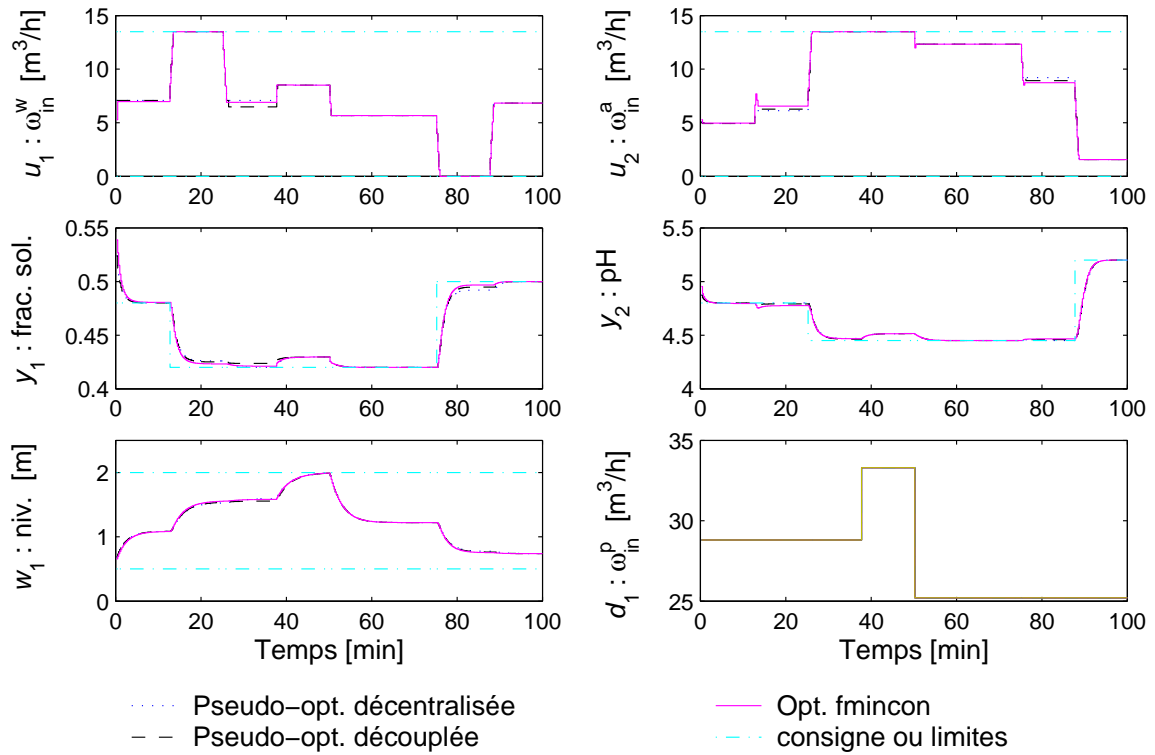 u₁ : ωᵢₙʷ [m³/h]
15
10
5
0
0 20 40 60 80 100
u₂ : ωᵢₙᵃ [m³/h]
15
10
5
0
0 20 40 60 80 100
y₁ : frac. sol.
0.55
0.5
0.45
0.4
0 20 40 60 80 100
y₂ : pH
5.5
5
4.5
4
0 20 40 60 80 100
w₁ : niv. [m]
2
1
0
0 20 40 60 80 100
Temps [min]
d₁ : ωᵢₙᵖ [m³/h]
35
30
25
0 20 40 60 80 100
Temps [min]
Pseudo−opt. décentralisée
Pseudo−opt. découplée
Opt. fmincon
consigne ou limites